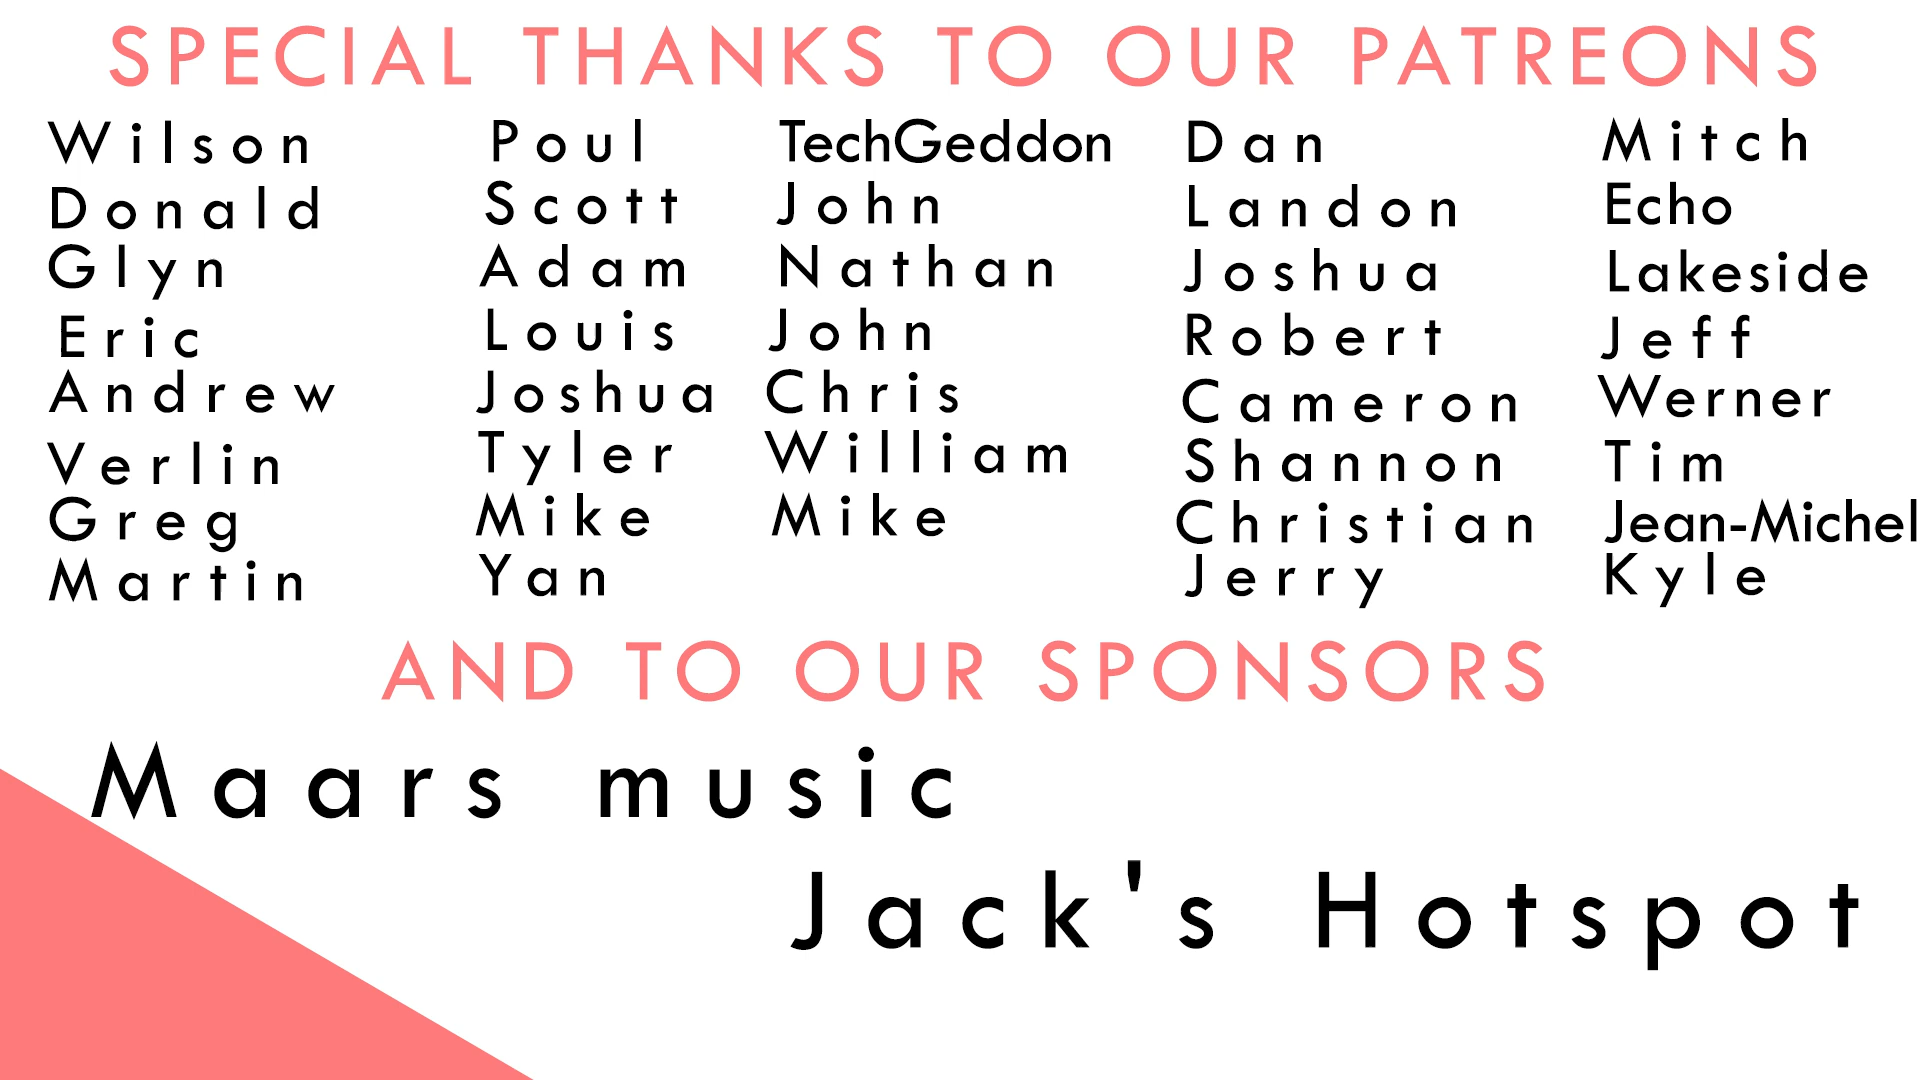 SPECIAL THANKS TO OUR PATREONS
Wilson Poul TechGeddon Dan Mitch
Donald Scott John Landon Echo
Glyn Adam Nathan Joshua Lakeside
Eric Louis John Robert Jeff
Andrew Joshua Chris Cameron Werner
Verlin Tyler William Shannon Tim
Greg Mike Mike Christian Jean-Michel
Martin Yan Jerry Kyle
AND TO OUR SPONSORS
Maars music
Jack's Hotspot